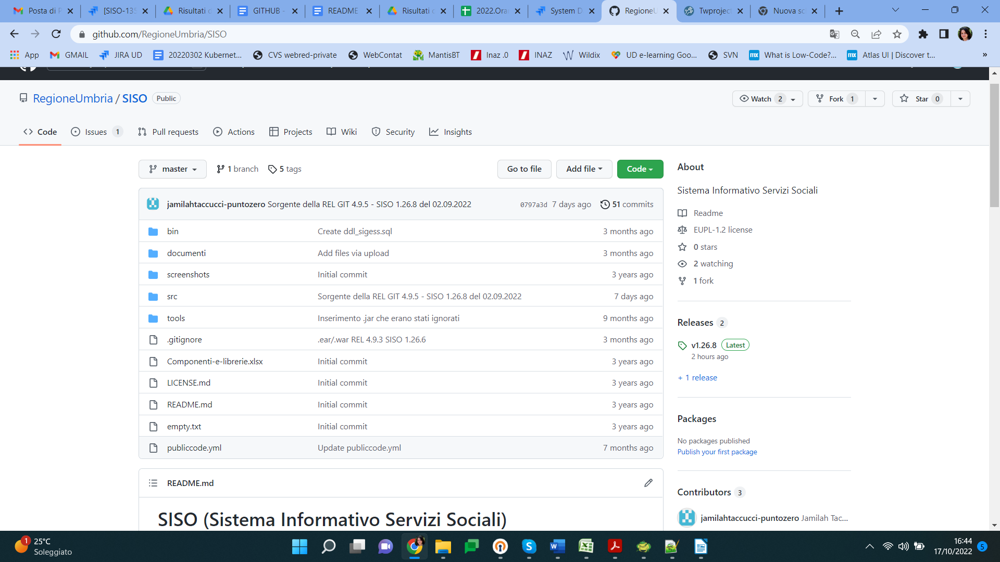 Posta di P
[SISO-135
Risultati d
GITHUB -
README
Risultati e
2022.Ora
System D
RegioneU
Twproject
Nuova sc
github.com/RegioneUmbria/SISO
App
GMAIL
JIRA UD
20220302 Kubernet...
CVS webred-private
WebContat
MantisBT
Inaz .0
INAZ
Wildix
UD e-learning Goo...
SVN
What is Low-Code?...
Atlas UI | Discover t...
»
RegioneUmbria / SISO Public
Watch 2
Fork 1
Star 0
Code
Issues 1
Pull requests
Actions
Projects
Wiki
Security
Insights
master
1 branch
5 tags
Go to file
Add file
Code
jamilahtaccucci-puntozero Sorgente della REL GIT 4.9.5 - SISO 1.26.8 del 02.09.2022 0797a3d 7 days ago 51 commits
bin Create ddl_sigess.sql 3 months ago
documenti Add files via upload 3 months ago
screenshots Initial commit 3 years ago
src Sorgente della REL GIT 4.9.5 - SISO 1.26.8 del 02.09.2022 7 days ago
tools Inserimento .jar che erano stati ignorati 9 months ago
.gitignore .ear/.war REL 4.9.3 SISO 1.26.6 3 months ago
Componenti-e-librerie.xlsx Initial commit 3 years ago
LICENSE.md Initial commit 3 years ago
README.md Initial commit 3 years ago
empty.txt Initial commit 3 years ago
publiccode.yml Update publiccode.yml 7 months ago
README.md
SISO (Sistema Informativo Servizi Sociali)
About
Sistema Informativo Servizi Sociali
Readme
EUPL-1.2 license
0 stars
2 watching
1 fork
Releases 2
v1.26.8 Latest
2 hours ago
+ 1 release
Packages
No packages published
Publish your first package
Contributors 3
jamilahtaccucci-puntozero Jamilah Tac...
1
25°C
Soleggiato
16:44
17/10/2022
5